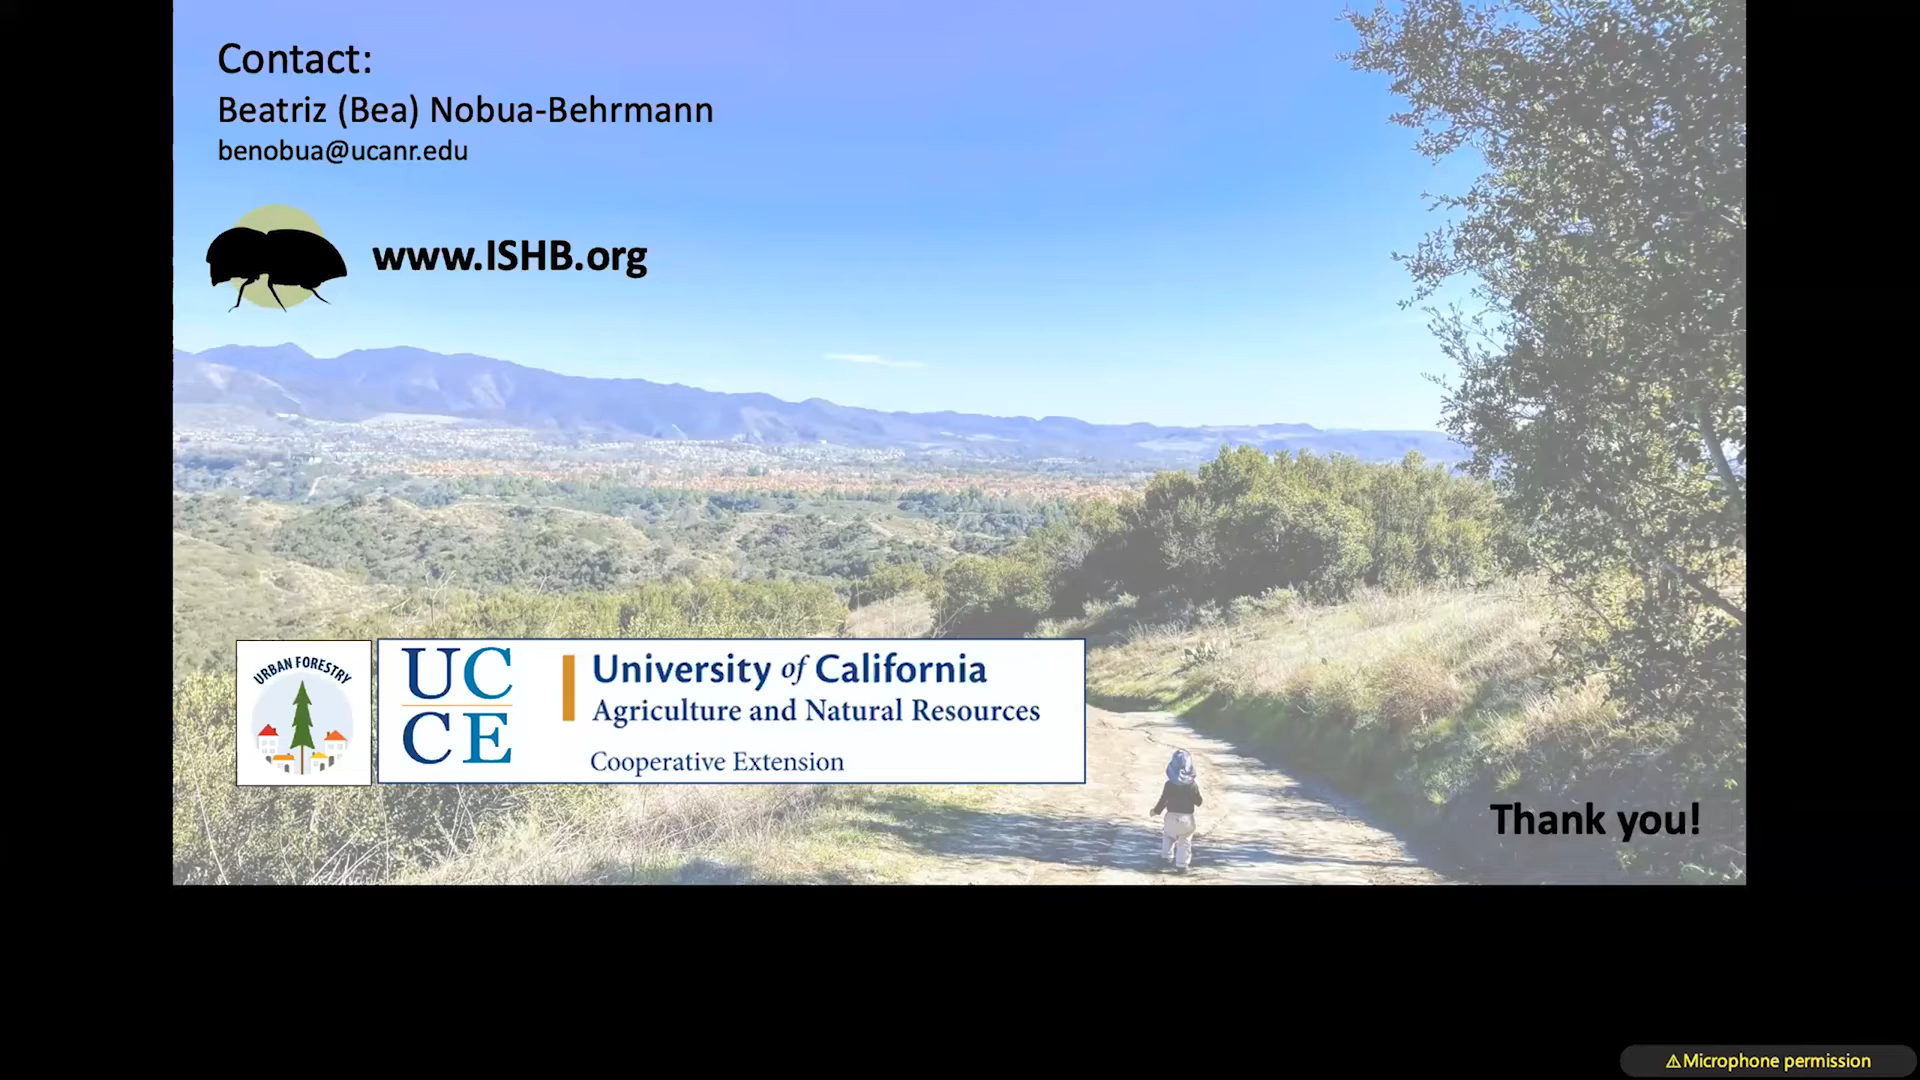 Contact:
Beatriz (Bea) Nobua-Behrmann
benobua@ucanr.edu
www.ISHB.org
URBAN FORESTRY
UC
CE
University of California
Agriculture and Natural Resources
Cooperative Extension
Thank you!
⚠Microphone permission